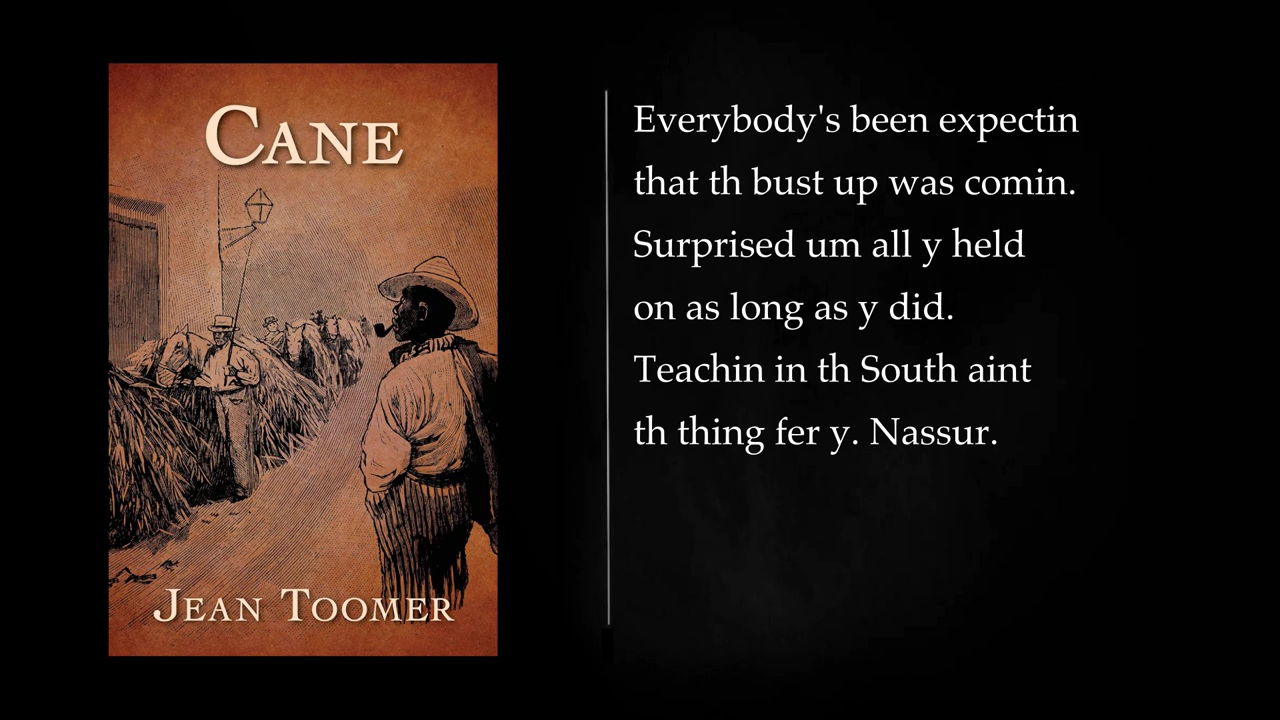 CANE
JEAN TOOMER
Everybody's been expectin
that th bust up was comin.
Surprised um all y held
on as long as y did.
Teachin in th South aint
th thing fer y. Nassur.